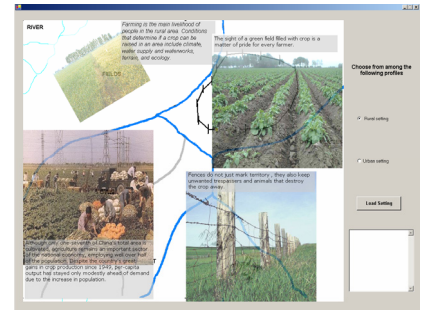 RIVER
Farming is the main livelihood of
people in the rural area. Conditions
that determine if a crop can be
raised in an area include climate,
water supply and waterworks,
terrain, and ecology.
FIELDS
The sight of a green field filled with crop is a
matter of pride for every farmer.
Choose from among the
following profiles
Rural setting
Urban setting
Load Setting
Fences do not just mark territory , they also keep
unwanted trespassers and animals that destroy
the crop away.
Although only one-seventh of China's total area is
cultivated, agriculture remains an important sector
of the national economy, employing well over half
of the population. Despite the country's great
gains in crop production since 1949, per-capita
output has stayed only modestly ahead of demand
due to the increase in population.